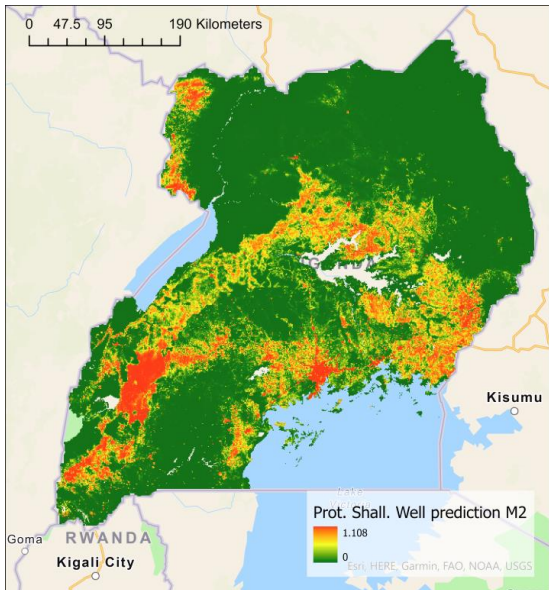 0 47.5 95 190 Kilometers
Kisumu
Lake
RWANDA
Goma
Kigali City
Prot. Shall. Well prediction M2
1.108
0
Esri, HERE, Garmin, FAO, NOAA, USGS